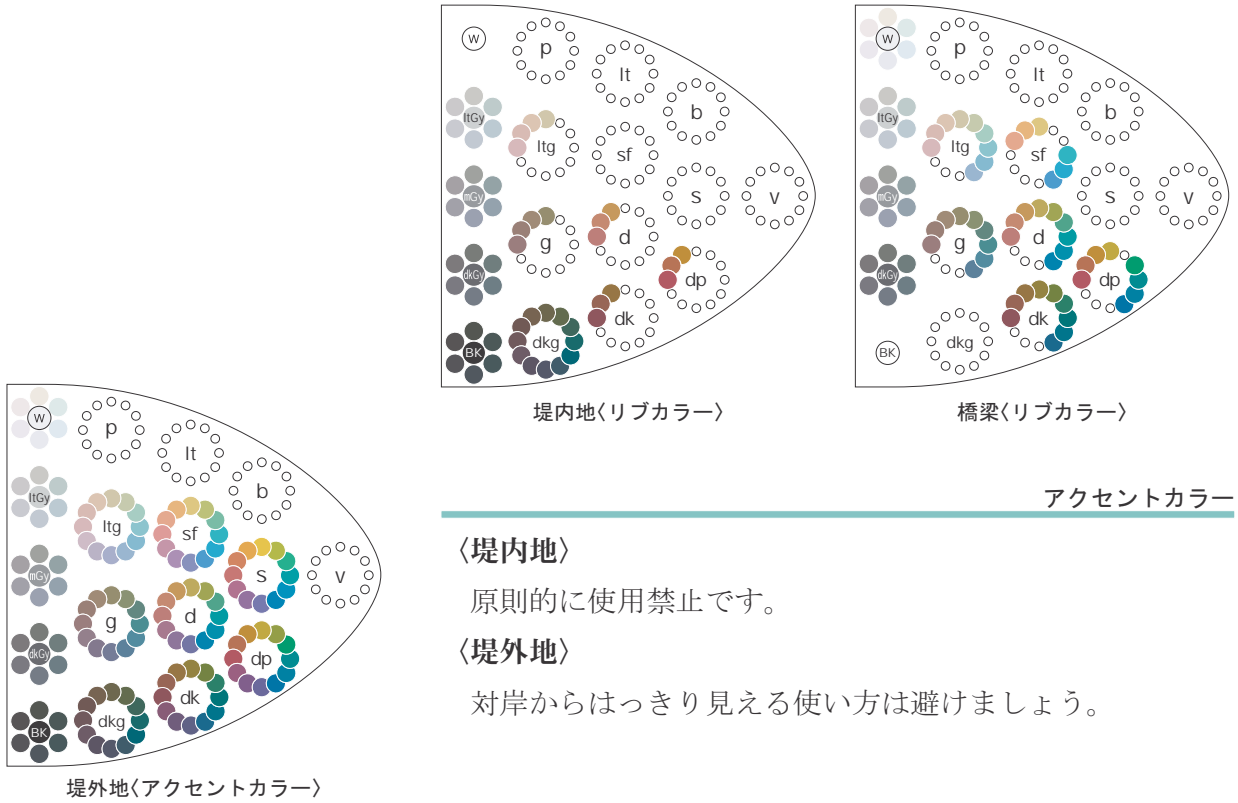 W
p
lt
b
ltGy
ltg
sf
mGy
s
v
g
d
dkGy
dp
dk
BK
dkg
堤内地〈リブカラー〉
W
p
lt
b
ltGy
ltg
sf
mGy
s
v
g
d
dkGy
dp
dk
BK
dkg
橋梁〈リブカラー〉
W
p
lt
b
ltGy
ltg
sf
mGy
s
v
g
d
dkGy
dp
dk
BK
dkg
堤外地〈アクセントカラー〉
アクセントカラー
〈堤内地〉
原則的に使用禁止です。
〈堤外地〉
対岸からはっきり見える使い方は避けましょう。